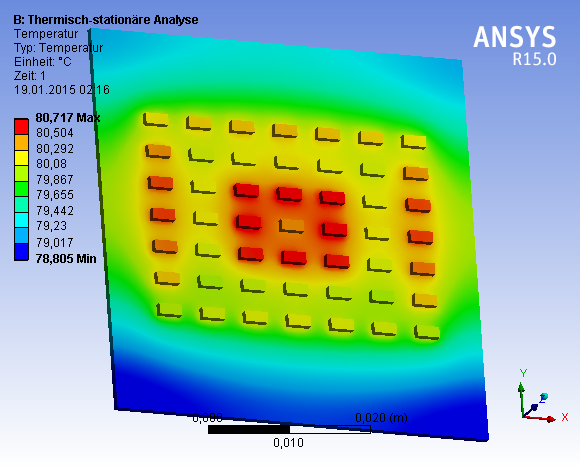 B: Thermisch-stationäre Analyse
Temperatur
Typ: Temperatur
Einheit: °C
Zeit: 1
19.01.2015 02:16
80,717 Max
80,504
80,292
80,08
79,867
79,655
79,442
79,23
79,017
78,805 Min
ANSYS
R15.0
0,000
0,020 (m)
0,010
Y
Z
X